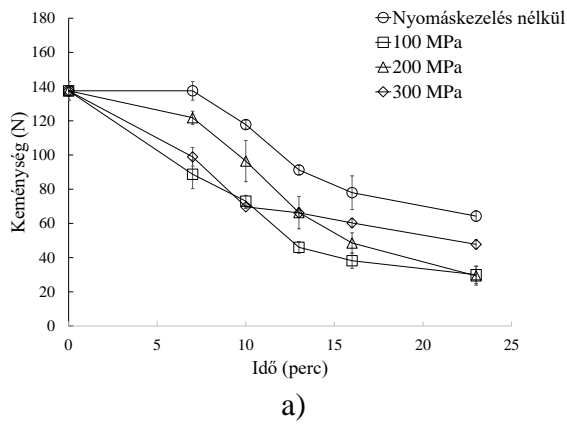 180
160
140
120
100
80
60
40
20
0
Keménység (N)
Nyomáskezelés nélkül
100 MPa
200 MPa
300 MPa
0 5 10 15 20 25
Idő (perc)
a)